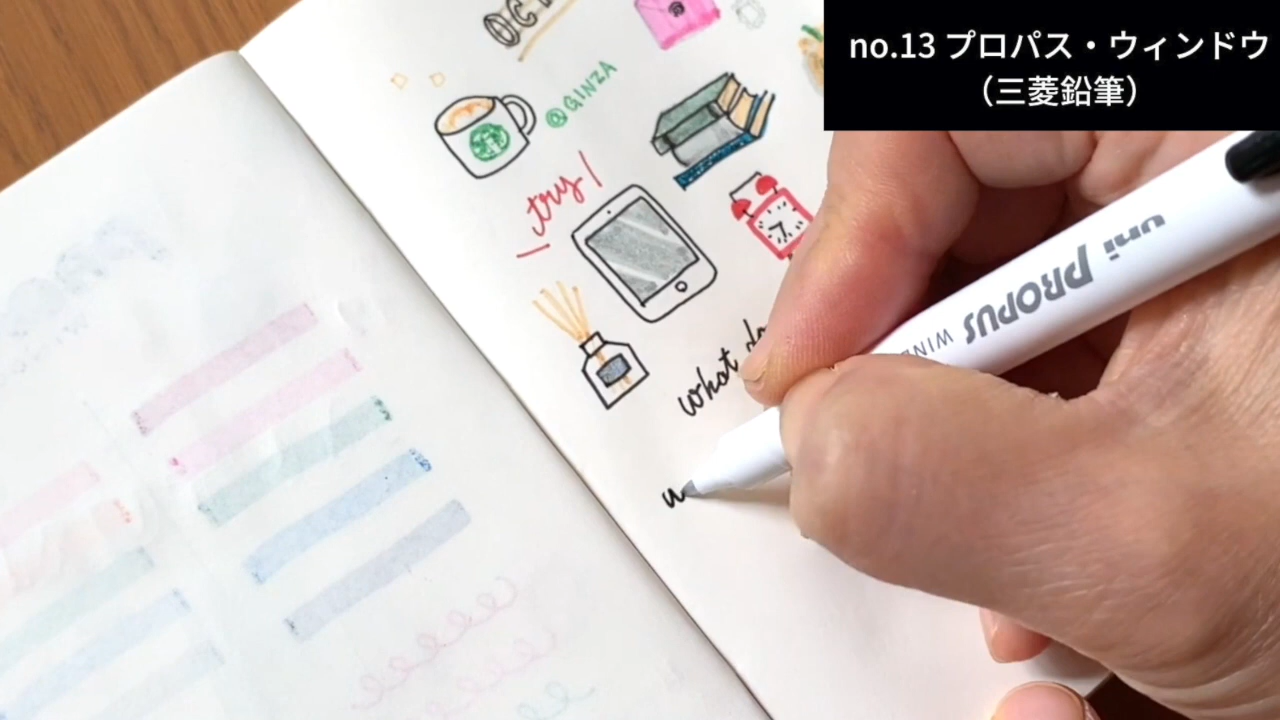 no.13 プロパス・ウィンドウ
（三菱鉛筆）
OCT
@GINZA
try!
what do
uni PROPUS